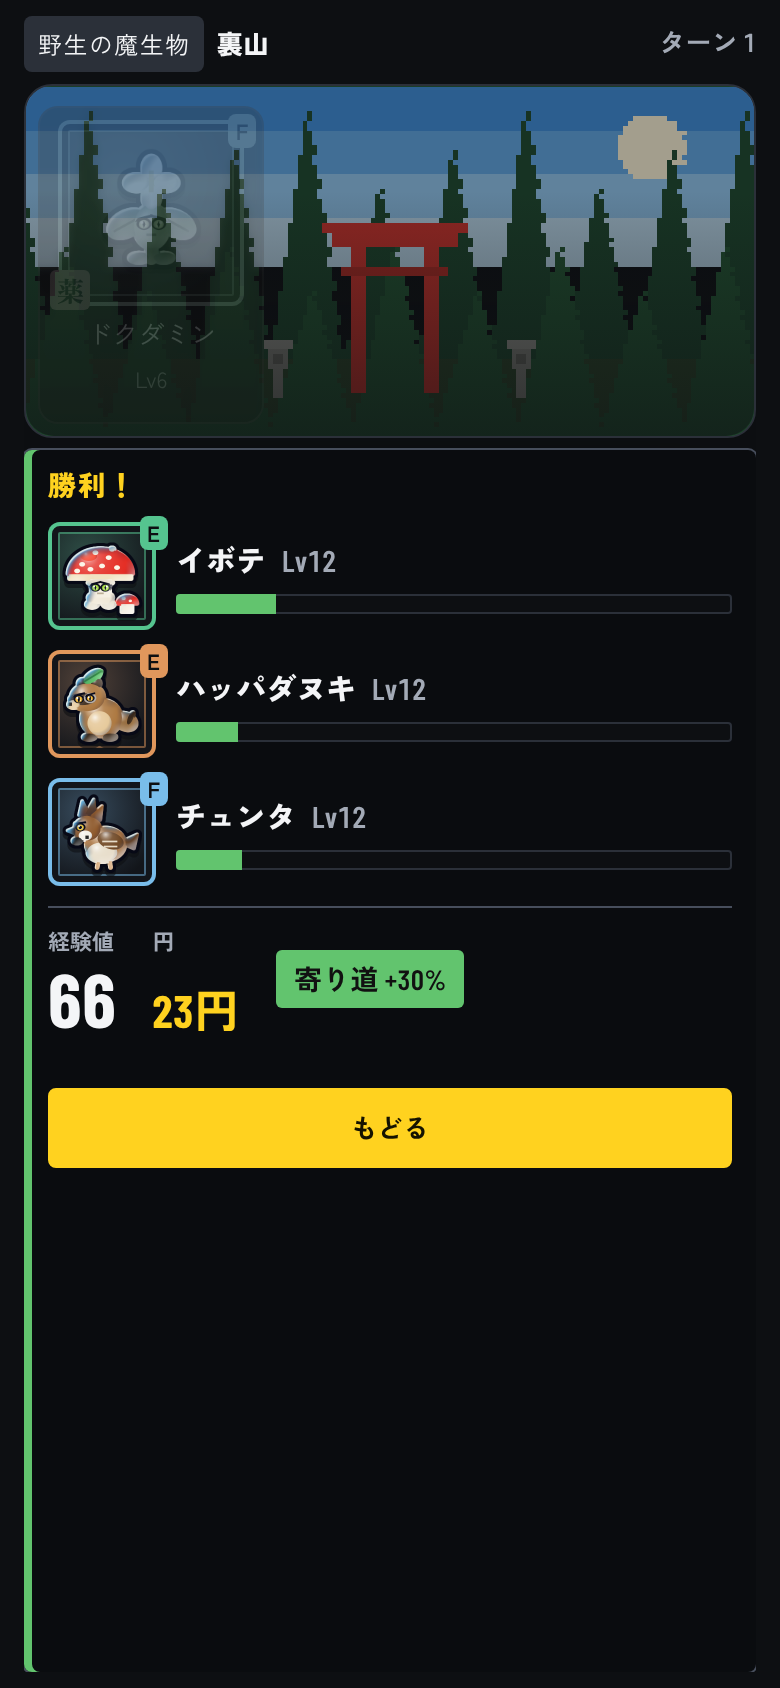 野生の魔生物 裏山 ターン 1
F
薬
ドクダミン
Lv6
勝利！
E
イボテ Lv12
E
ハッパダヌキ Lv12
F
チュンタ Lv12
経験値 円
66 23円 寄り道 +30%
もどる